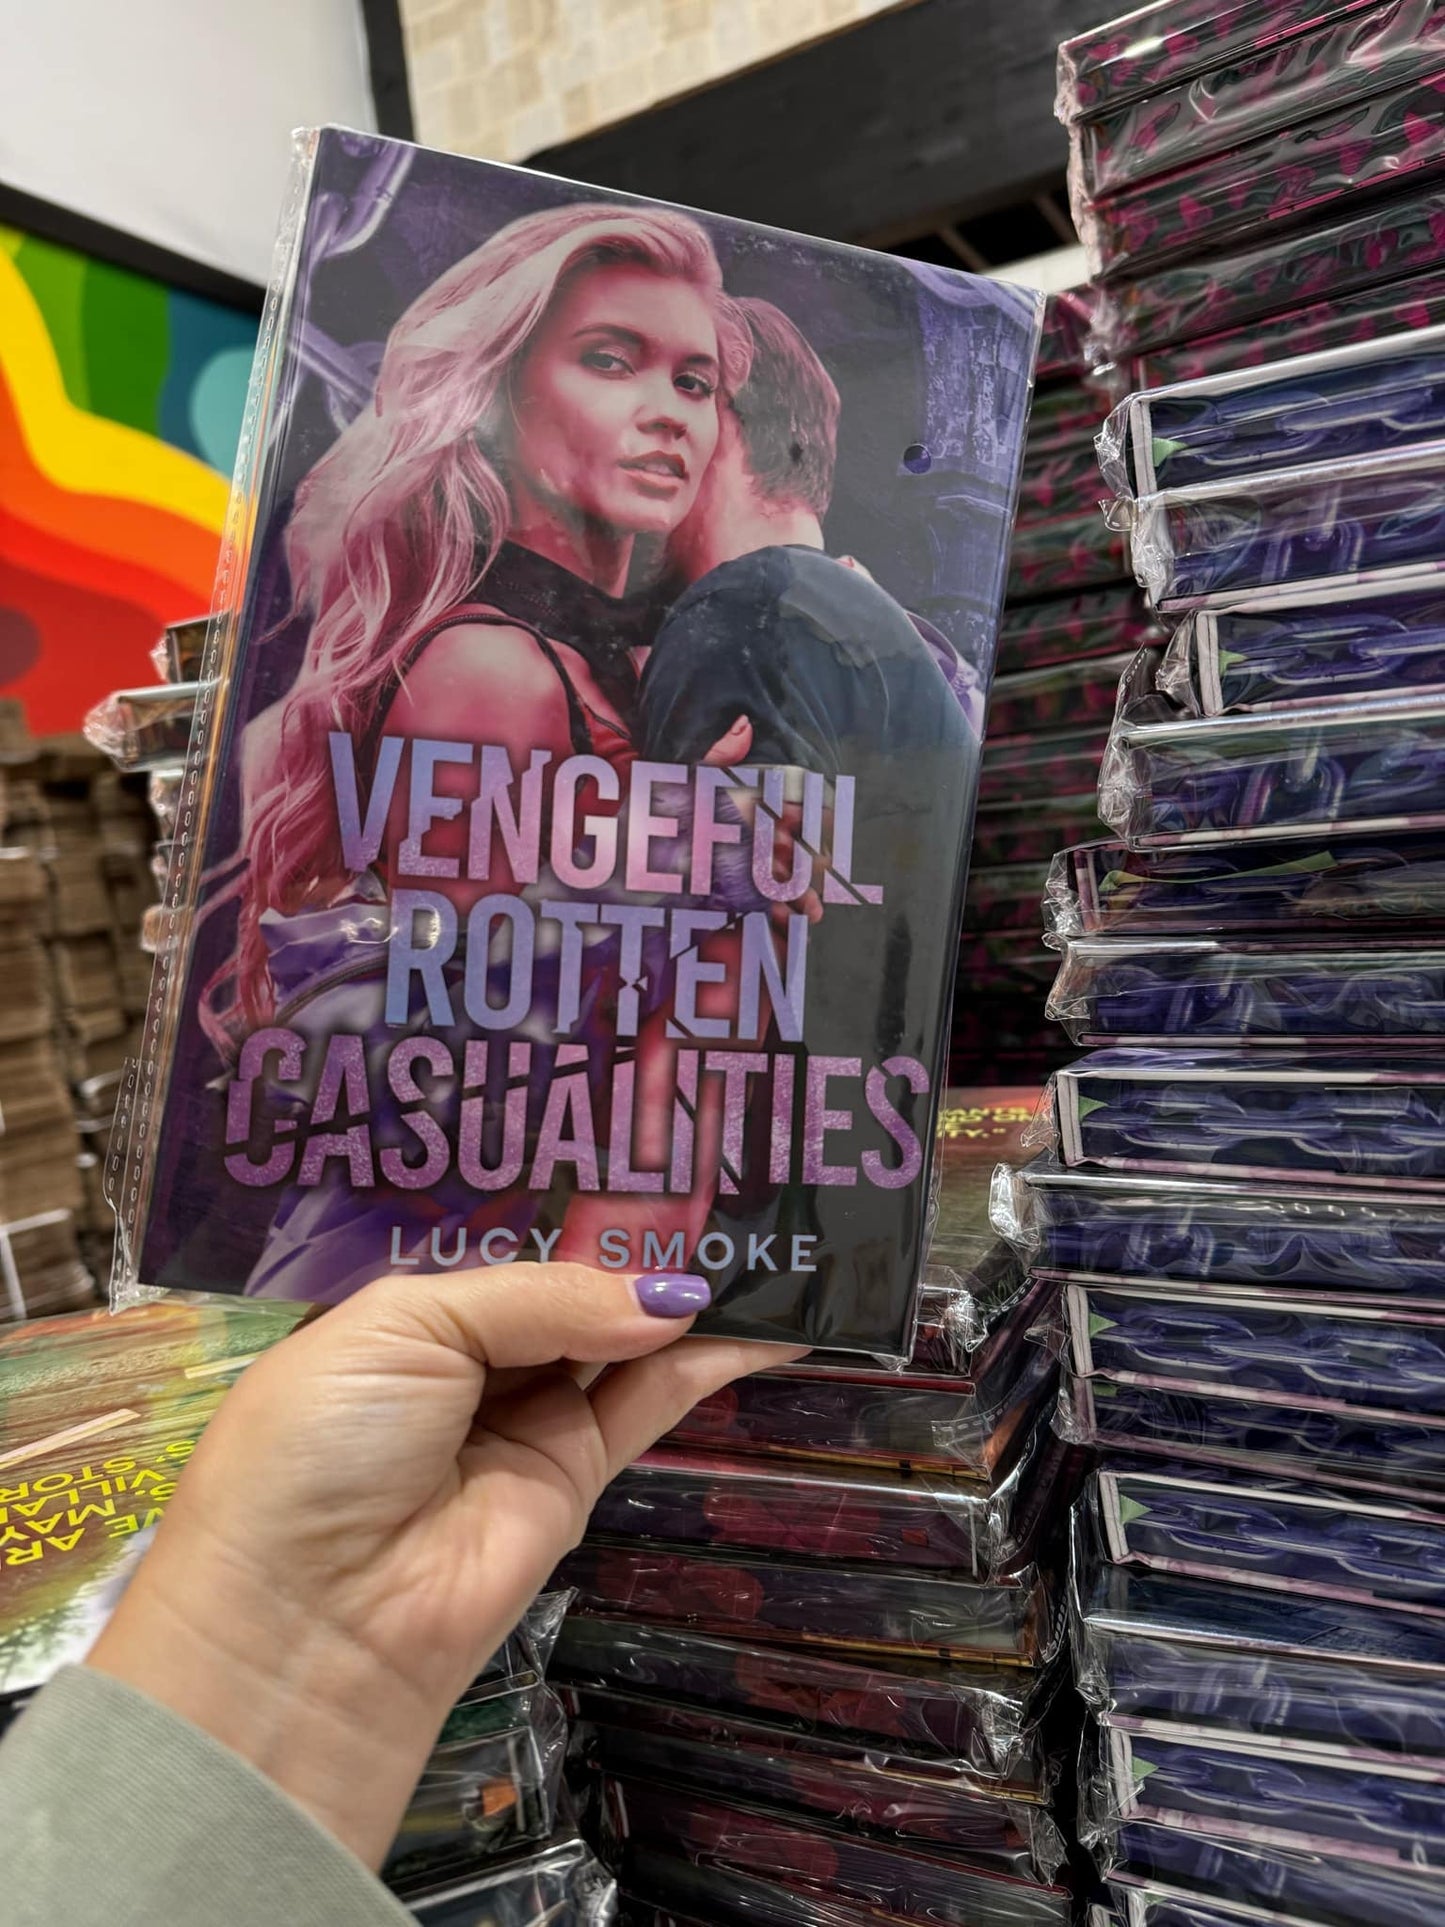 VENGEFUL
ROTTEN
CASUALITIES
LUCY SMOKE